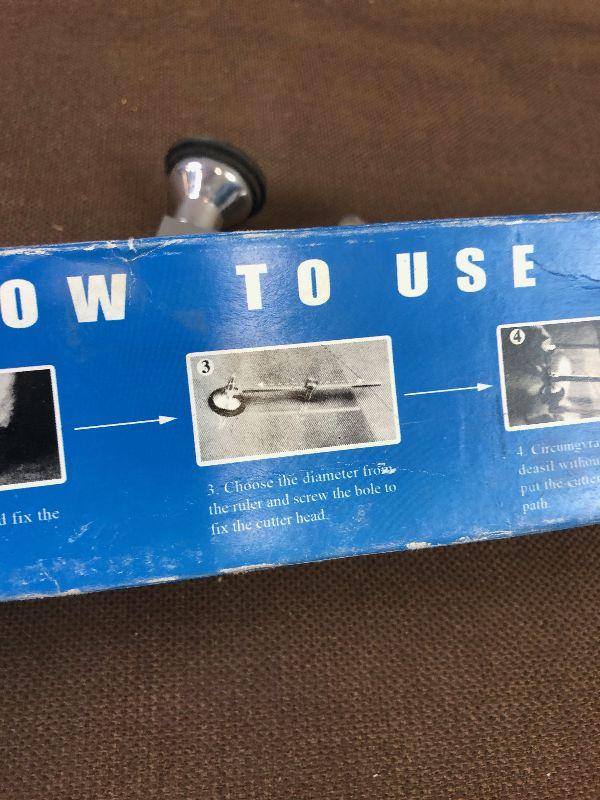 OW TO USE
3
4
d fix the
3. Choose the diameter from
the ruler and screw the bole to
fix the cutter head.
4. Circumgyra
deasil withou
put the cutter
path